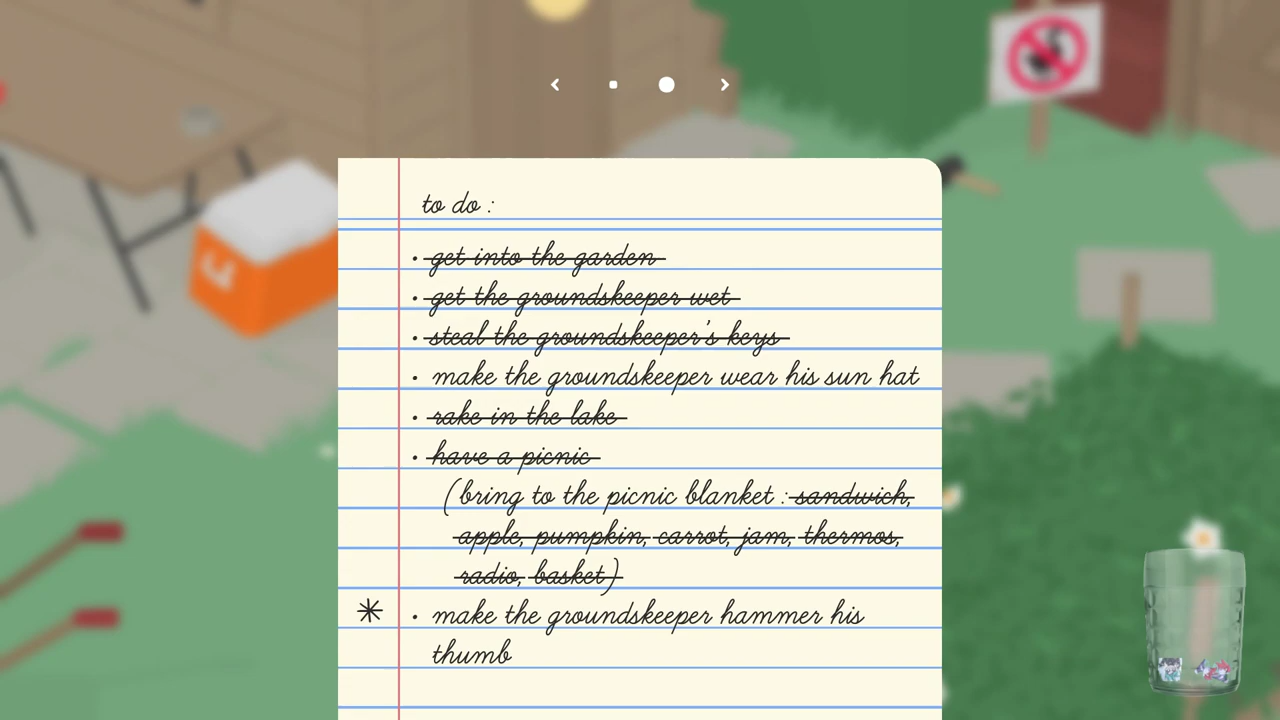 to do :
• get into the garden
• get the groundskeeper wet
• steal the groundskeeper's keys
• make the groundskeeper wear his sun hat
• rake in the lake
• have a picnic
(bring to the picnic blanket : sandwich,
apple, pumpkin, carrot, jam, thermos,
radio, basket)
• make the groundskeeper hammer his
thumb